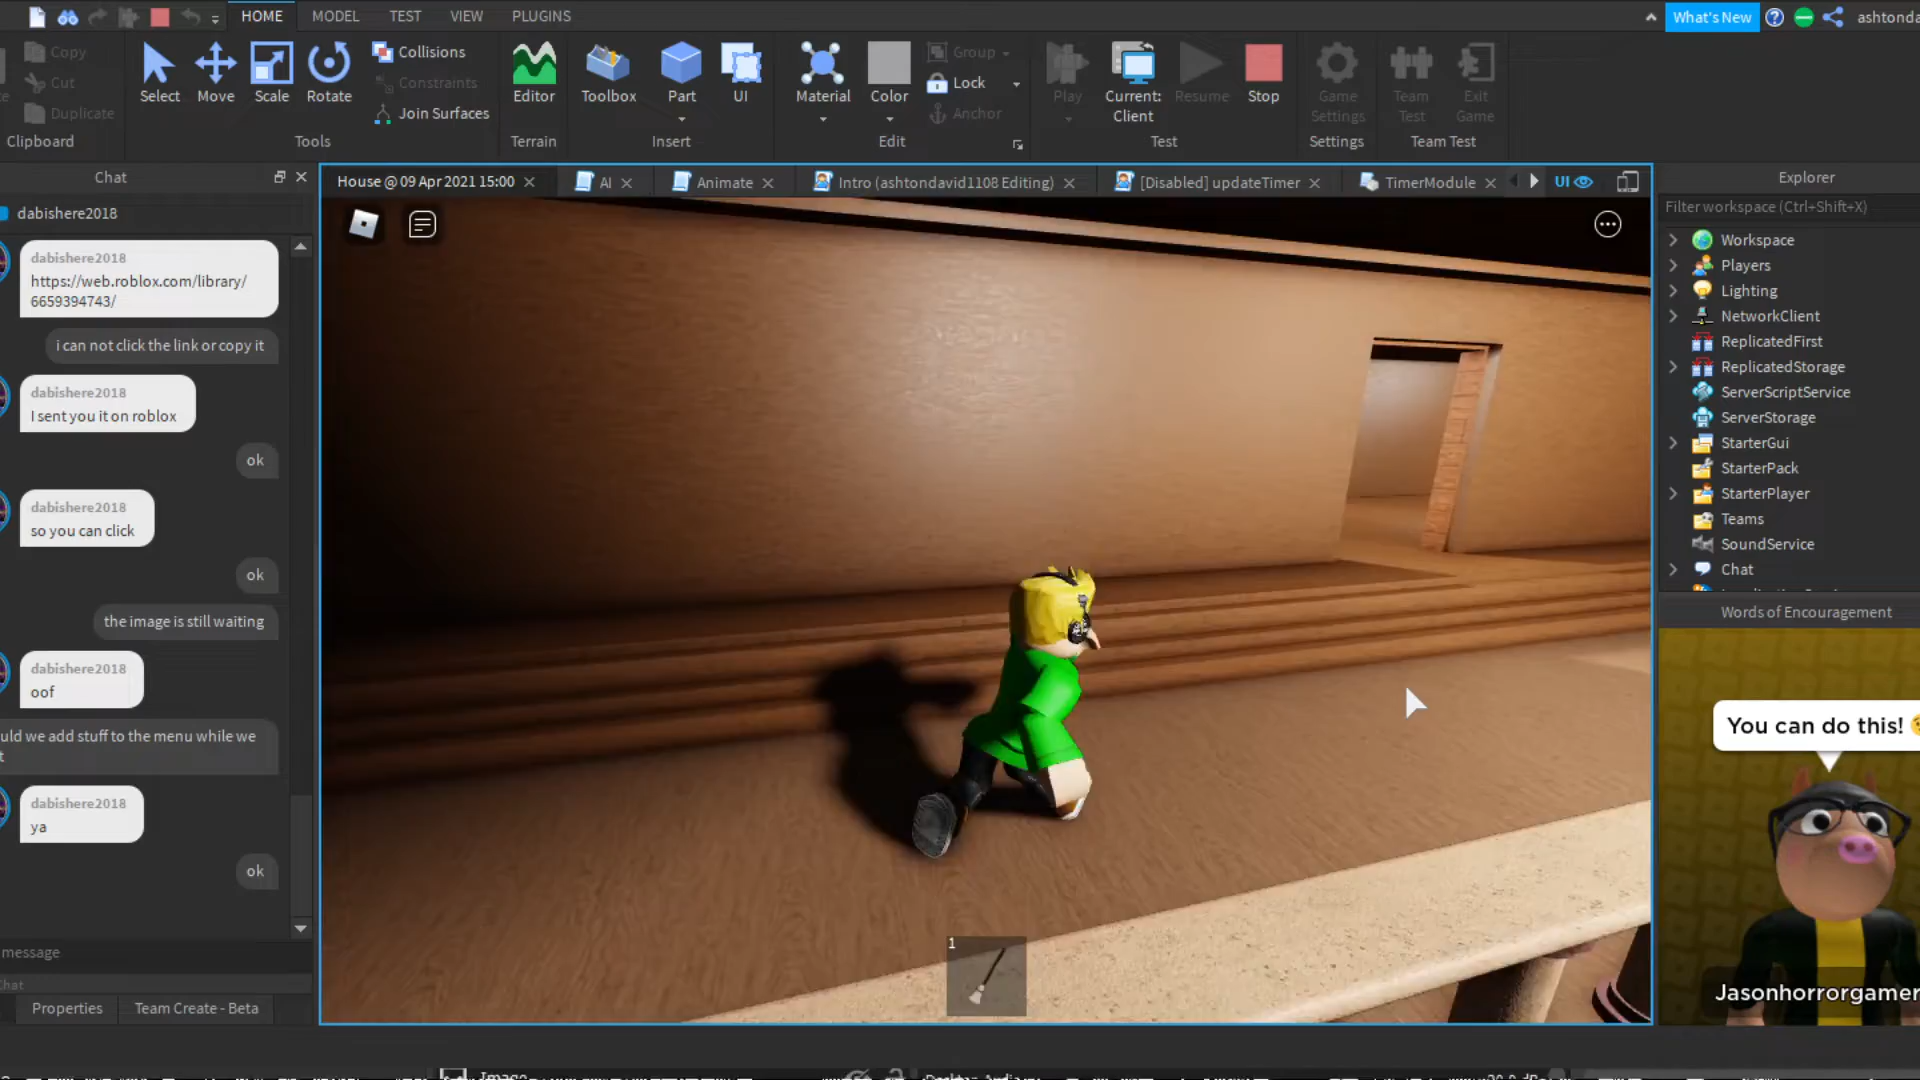 HOME
MODEL
TEST
VIEW
PLUGINS
What's New
ashtonda
Copy
Cut
Duplicate
Clipboard
Select
Move
Scale
Rotate
Collisions
Constraints
Join Surfaces
Tools
Editor
Terrain
Toolbox
Part
UI
Insert
Material
Color
Group
Lock
Anchor
Edit
Play
Current:
Client
Resume
Stop
Test
Game
Settings
Settings
Team
Test
Exit
Game
Team Test
Chat
House @ 09 Apr 2021 15:00
AI
Animate
Intro (ashtondavid1108 Editing)
[Disabled] updateTimer
TimerModule
UI
Explorer
Filter workspace (Ctrl+Shift+X)
dabishere2018
dabishere2018
https://web.roblox.com/library/
6659394743/
i can not click the link or copy it
dabishere2018
I sent you it on roblox
ok
dabishere2018
so you can click
ok
the image is still waiting
dabishere2018
oof
uld we add stuff to the menu while we
t
dabishere2018
ya
ok
message
hat
Properties
Team Create - Beta
1
Workspace
Players
Lighting
NetworkClient
ReplicatedFirst
ReplicatedStorage
ServerScriptService
ServerStorage
StarterGui
StarterPack
StarterPlayer
Teams
SoundService
Chat
Words of Encouragement
You can do this!
Jasonhorrorgamer